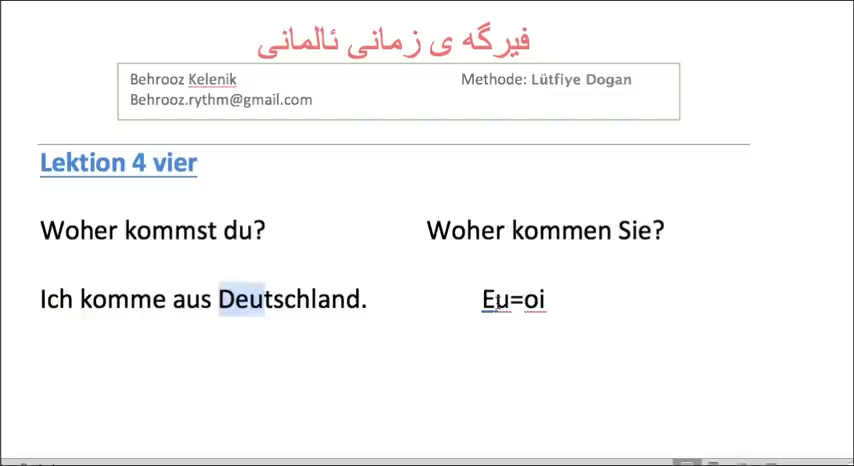 فیرگه ی زمانی ئالمانی
Behrooz Kelenik
Methode: Lütfiye Dogan
Behrooz.rythm@gmail.com
Lektion 4 vier
Woher kommst du?
Woher kommen Sie?
Ich komme aus Deutschland.
Eu=oi